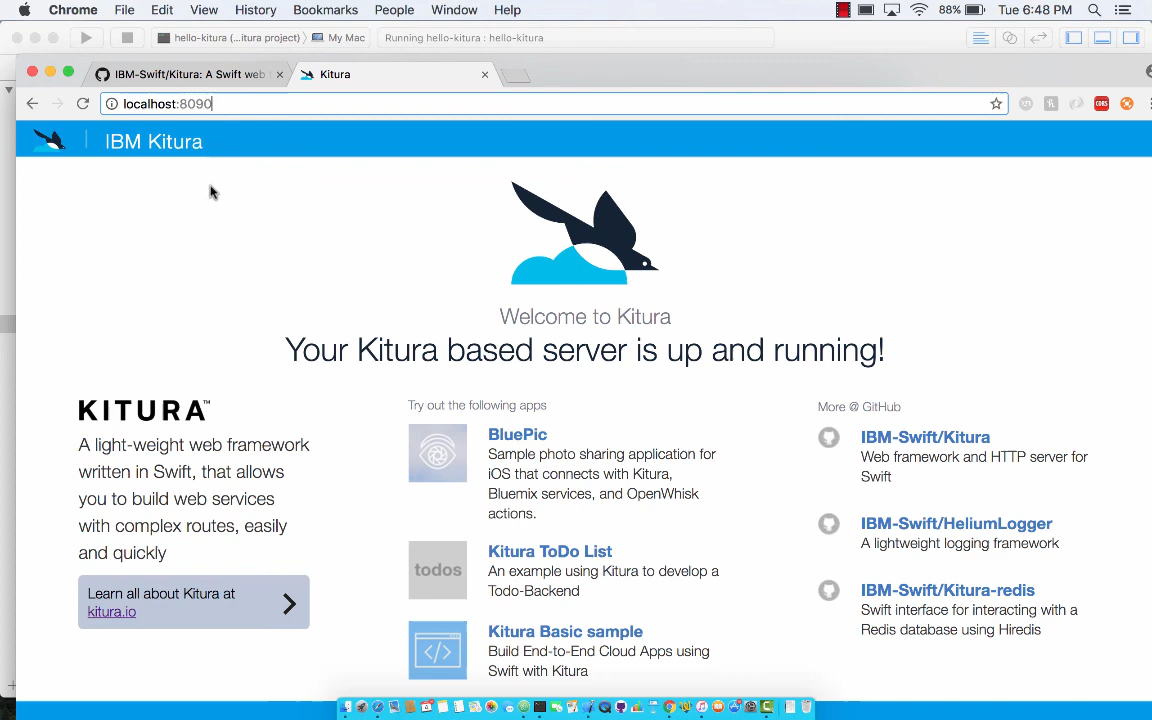 Chrome File Edit View History Bookmarks People Window Help 88% Tue 6:48 PM
hello-kitura (...itura project) My Mac Running hello-kitura : hello-kitura
IBM-Swift/Kitura: A Swift web Kitura
localhost:8090
IBM Kitura
Welcome to Kitura
Your Kitura based server is up and running!
KITURA™
A light-weight web framework
written in Swift, that allows
you to build web services
with complex routes, easily
and quickly
Learn all about Kitura at
kitura.io
Try out the following apps
BluePic
Sample photo sharing application for
iOS that connects with Kitura,
Bluemix services, and OpenWhisk
actions.
todos
Kitura ToDo List
An example using Kitura to develop a
Todo-Backend
Kitura Basic sample
Build End-to-End Cloud Apps using
Swift with Kitura
More @ GitHub
IBM-Swift/Kitura
Web framework and HTTP server for
Swift
IBM-Swift/HeliumLogger
A lightweight logging framework
IBM-Swift/Kitura-redis
Swift interface for interacting with a
Redis database using Hiredis